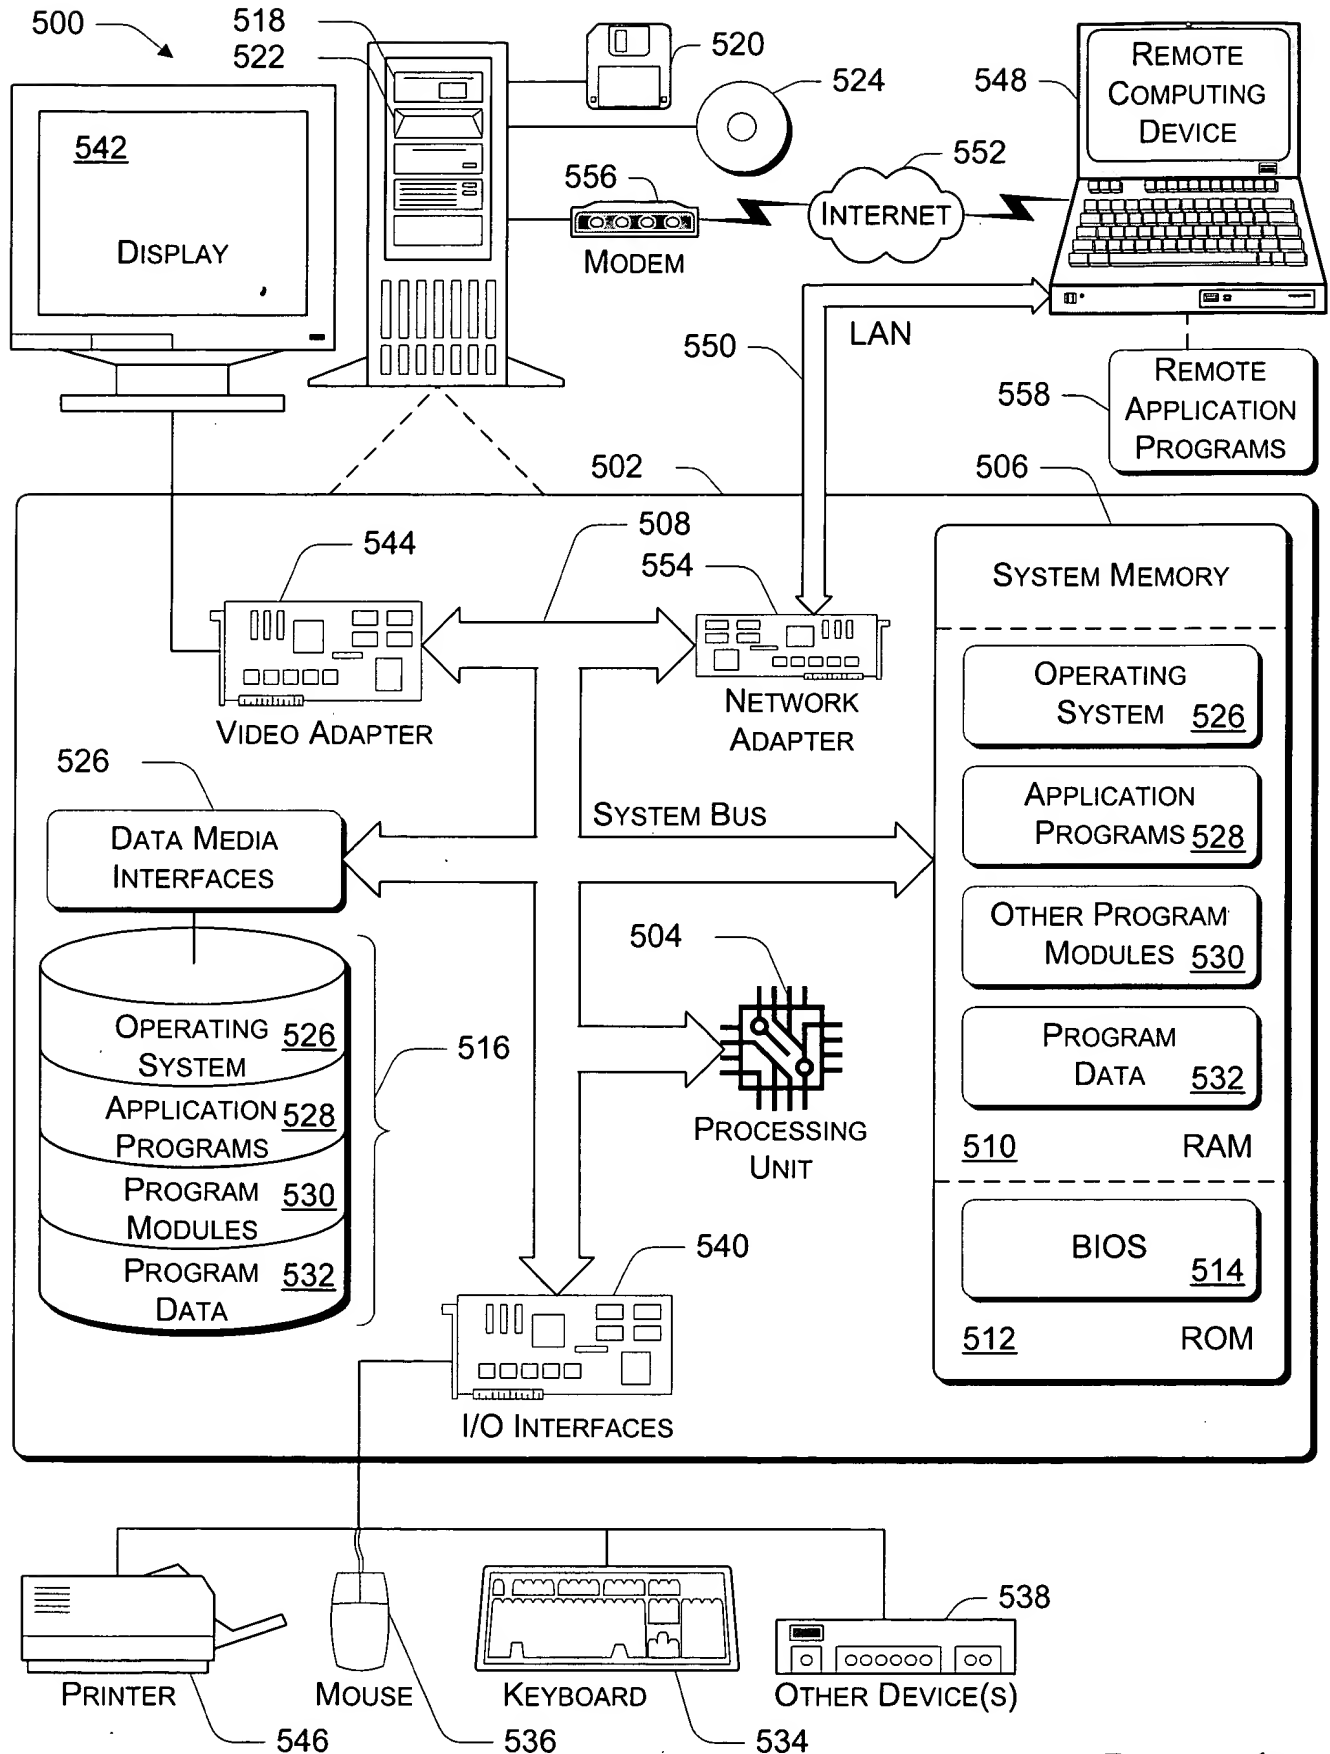 500
518
522
520
524
548
REMOTE
COMPUTING
DEVICE
542
DISPLAY
556
MODEM
552
INTERNET
550
LAN
558
REMOTE
APPLICATION
PROGRAMS
502
506
544
508
554
SYSTEM MEMORY
VIDEO ADAPTER
NETWORK
ADAPTER
OPERATING
SYSTEM 526
526
DATA MEDIA
INTERFACES
SYSTEM BUS
APPLICATION
PROGRAMS 528
OTHER PROGRAM
MODULES 530
504
PROCESSING
UNIT
PROGRAM
DATA 532
510 RAM
OPERATING
SYSTEM 526
516
APPLICATION
PROGRAMS 528
PROGRAM
MODULES 530
PROGRAM
DATA 532
BIOS 514
512 ROM
540
I/O INTERFACES
PRINTER
546
MOUSE
536
KEYBOARD
534
538
OTHER DEVICE(S)